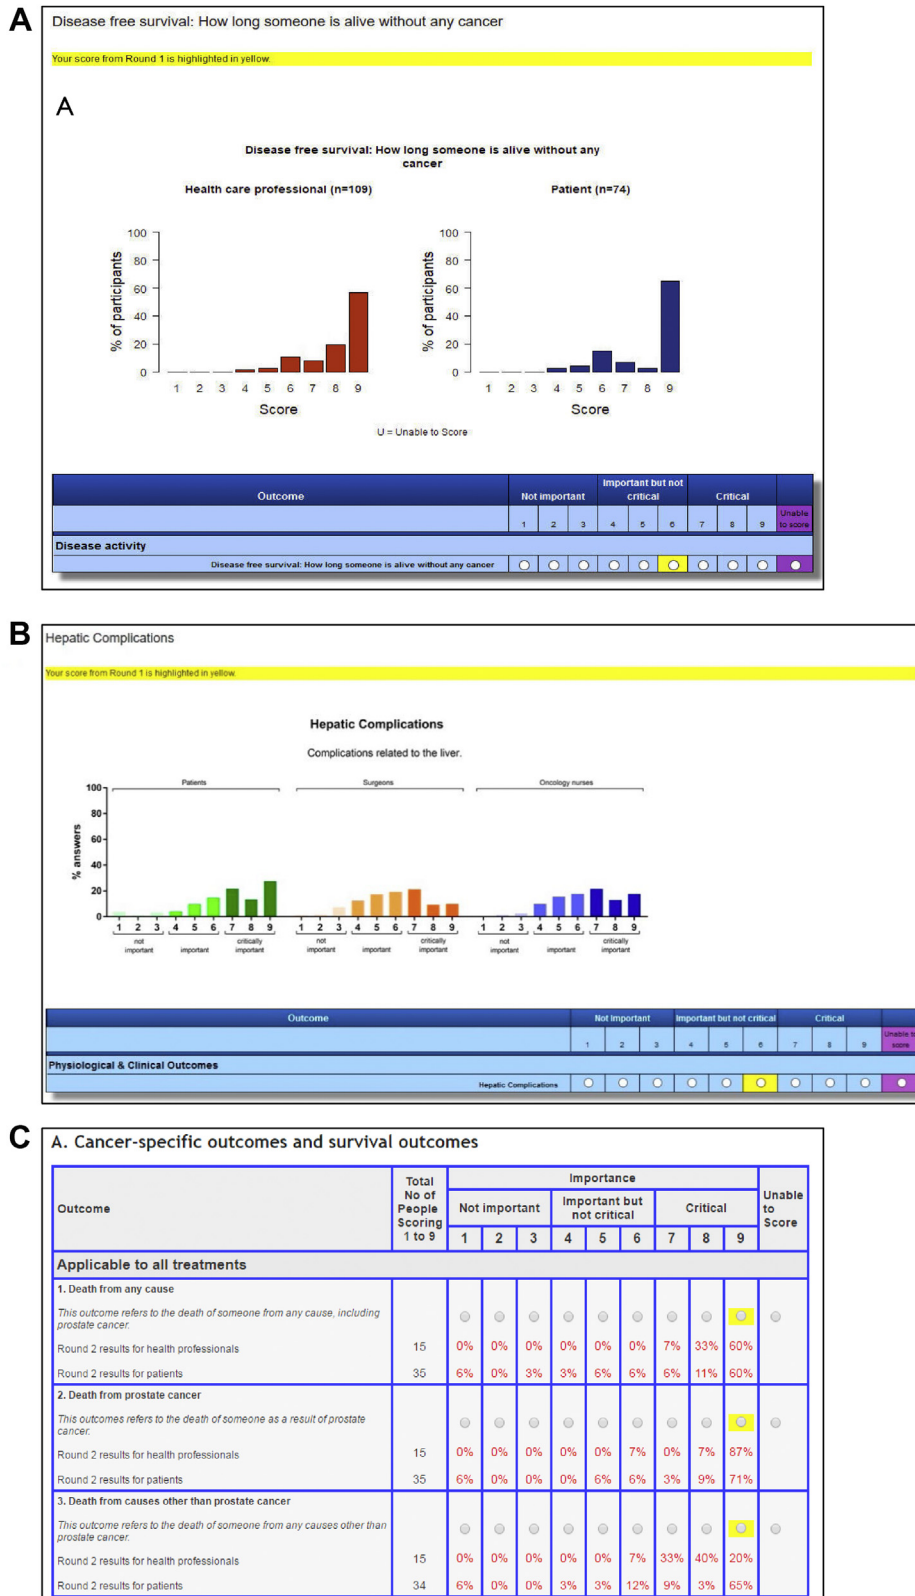 A
Disease free survival: How long someone is alive without any cancer
Your score from Round 1 is highlighted in yellow.
A
Disease free survival: How long someone is alive without any
cancer
Health care professional (n=109) Patient (n=74)
% of participants
100
80
60
40
20
0
1 2 3 4 5 6 7 8 9
Score
% of participants
100
80
60
40
20
0
1 2 3 4 5 6 7 8 9
Score
U = Unable to Score
Outcome Not important Important but not critical Critical
1 2 3 4 5 6 7 8 9 Unable to score
Disease activity
Disease free survival: How long someone is alive without any cancer
B
Hepatic Complications
Your score from Round 1 is highlighted in yellow.
Hepatic Complications
Complications related to the liver.
Patients Surgeons Oncology nurses
% answers
100
80
60
40
20
0
1 2 3 4 5 6 7 8 9 1 2 3 4 5 6 7 8 9 1 2 3 4 5 6 7 8 9
not important important critically important not important important critically important not important important critically important
Outcome Not Important Important but not critical Critical
1 2 3 4 5 6 7 8 9 Unable to score
Physiological & Clinical Outcomes
Hepatic Complications
C
A. Cancer-specific outcomes and survival outcomes
Outcome Total No of People Scoring 1 to 9 Importance Unable to Score
Not important Important but not critical Critical
1 2 3 4 5 6 7 8 9
Applicable to all treatments
1. Death from any cause
This outcome refers to the death of someone from any cause, including
prostate cancer.
Round 2 results for health professionals 15 0% 0% 0% 0% 0% 0% 7% 33% 60%
Round 2 results for patients 35 6% 0% 3% 3% 6% 6% 6% 11% 60%
2. Death from prostate cancer
This outcomes refers to the death of someone as a result of prostate
cancer.
Round 2 results for health professionals 15 0% 0% 0% 0% 0% 7% 0% 7% 87%
Round 2 results for patients 35 6% 0% 0% 0% 6% 6% 3% 9% 71%
3. Death from causes other than prostate cancer
This outcome refers to the death of someone from any causes other than
prostate cancer.
Round 2 results for health professionals 15 0% 0% 0% 0% 0% 7% 33% 40% 20%
Round 2 results for patients 34 6% 0% 0% 3% 3% 12% 9% 3% 65%